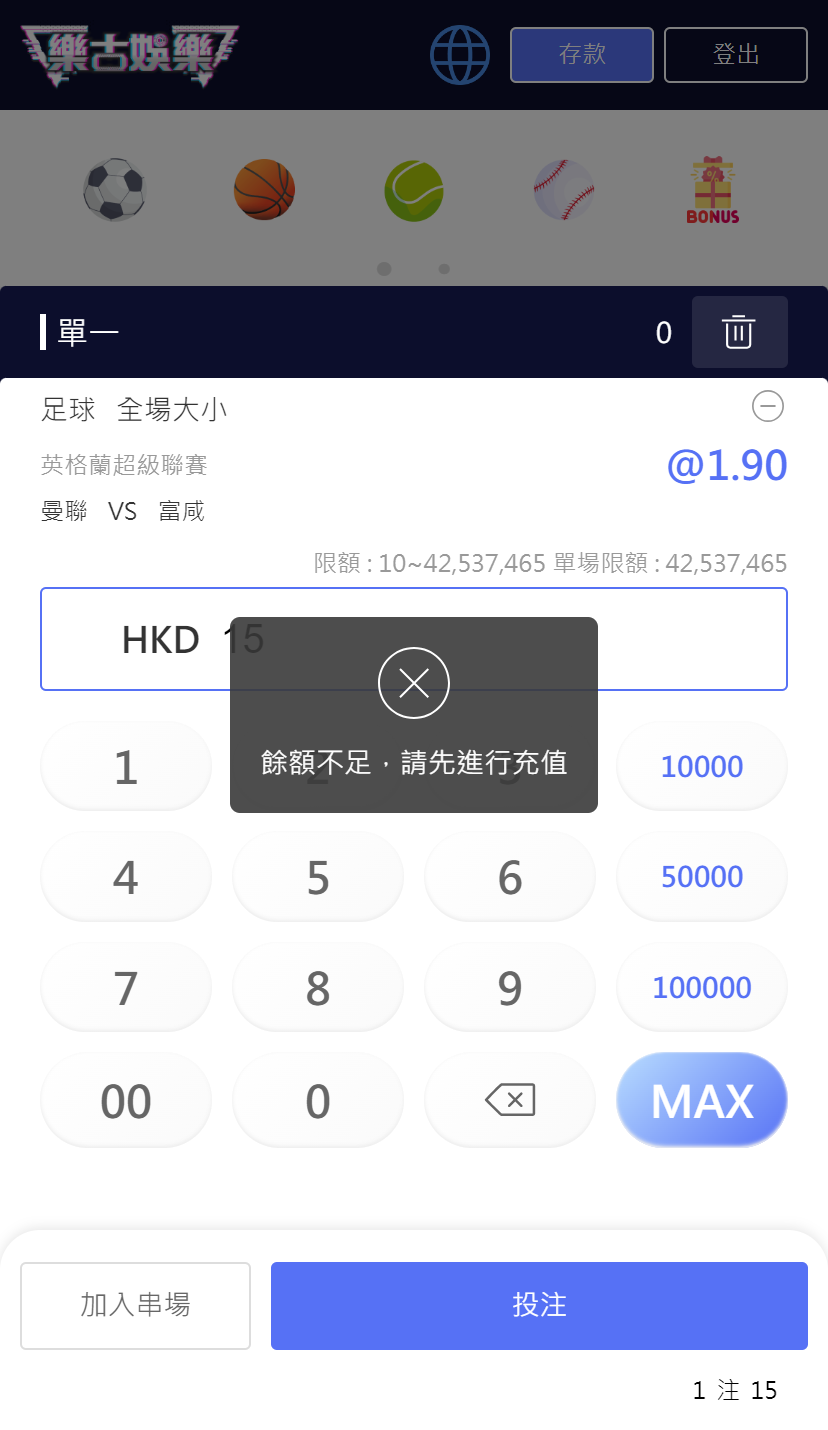 樂古娛樂
存款
登出
BONUS
單一
0
足球 全場大小
英格蘭超級聯賽
@1.90
曼聯 VS 富咸
限額 : 10~42,537,465 單場限額 : 42,537,465
HKD 15
餘額不足，請先進行充值
1 2 3 10000
4 5 6 50000
7 8 9 100000
00 0 MAX
加入串場
投注
1 注 15